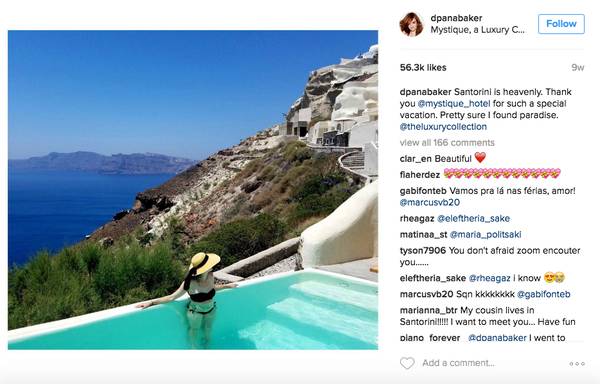 dpanabaker
Mystique, a Luxury C...
Follow
56.3k likes
9w
dpanabaker Santorini is heavenly. Thank
you @mystique_hotel for such a special
vacation. Pretty sure I found paradise.
@theluxurycollection
view all 166 comments
clar_en Beautiful ❤️
fiaherdez 💝💝💝💝💝💝💝💝💝💝💝💝💝
gabifonteb Vamos pra lá nas férias, amor!
@marcusvb20
rheagaz @eleftheria_sake
matinaa_st @maria_politsaki
tyson7906 You don't afraid zoom encouter
you......
eleftheria_sake @rheagaz i know 😍😭
marcusvb20 Sqn kkkkkkkk @gabifonteb
marianna_btr My cousin lives in
Santorini!!!!! I want to meet you... Have fun
piano_forever_ @dpanabaker I went to
Add a comment...